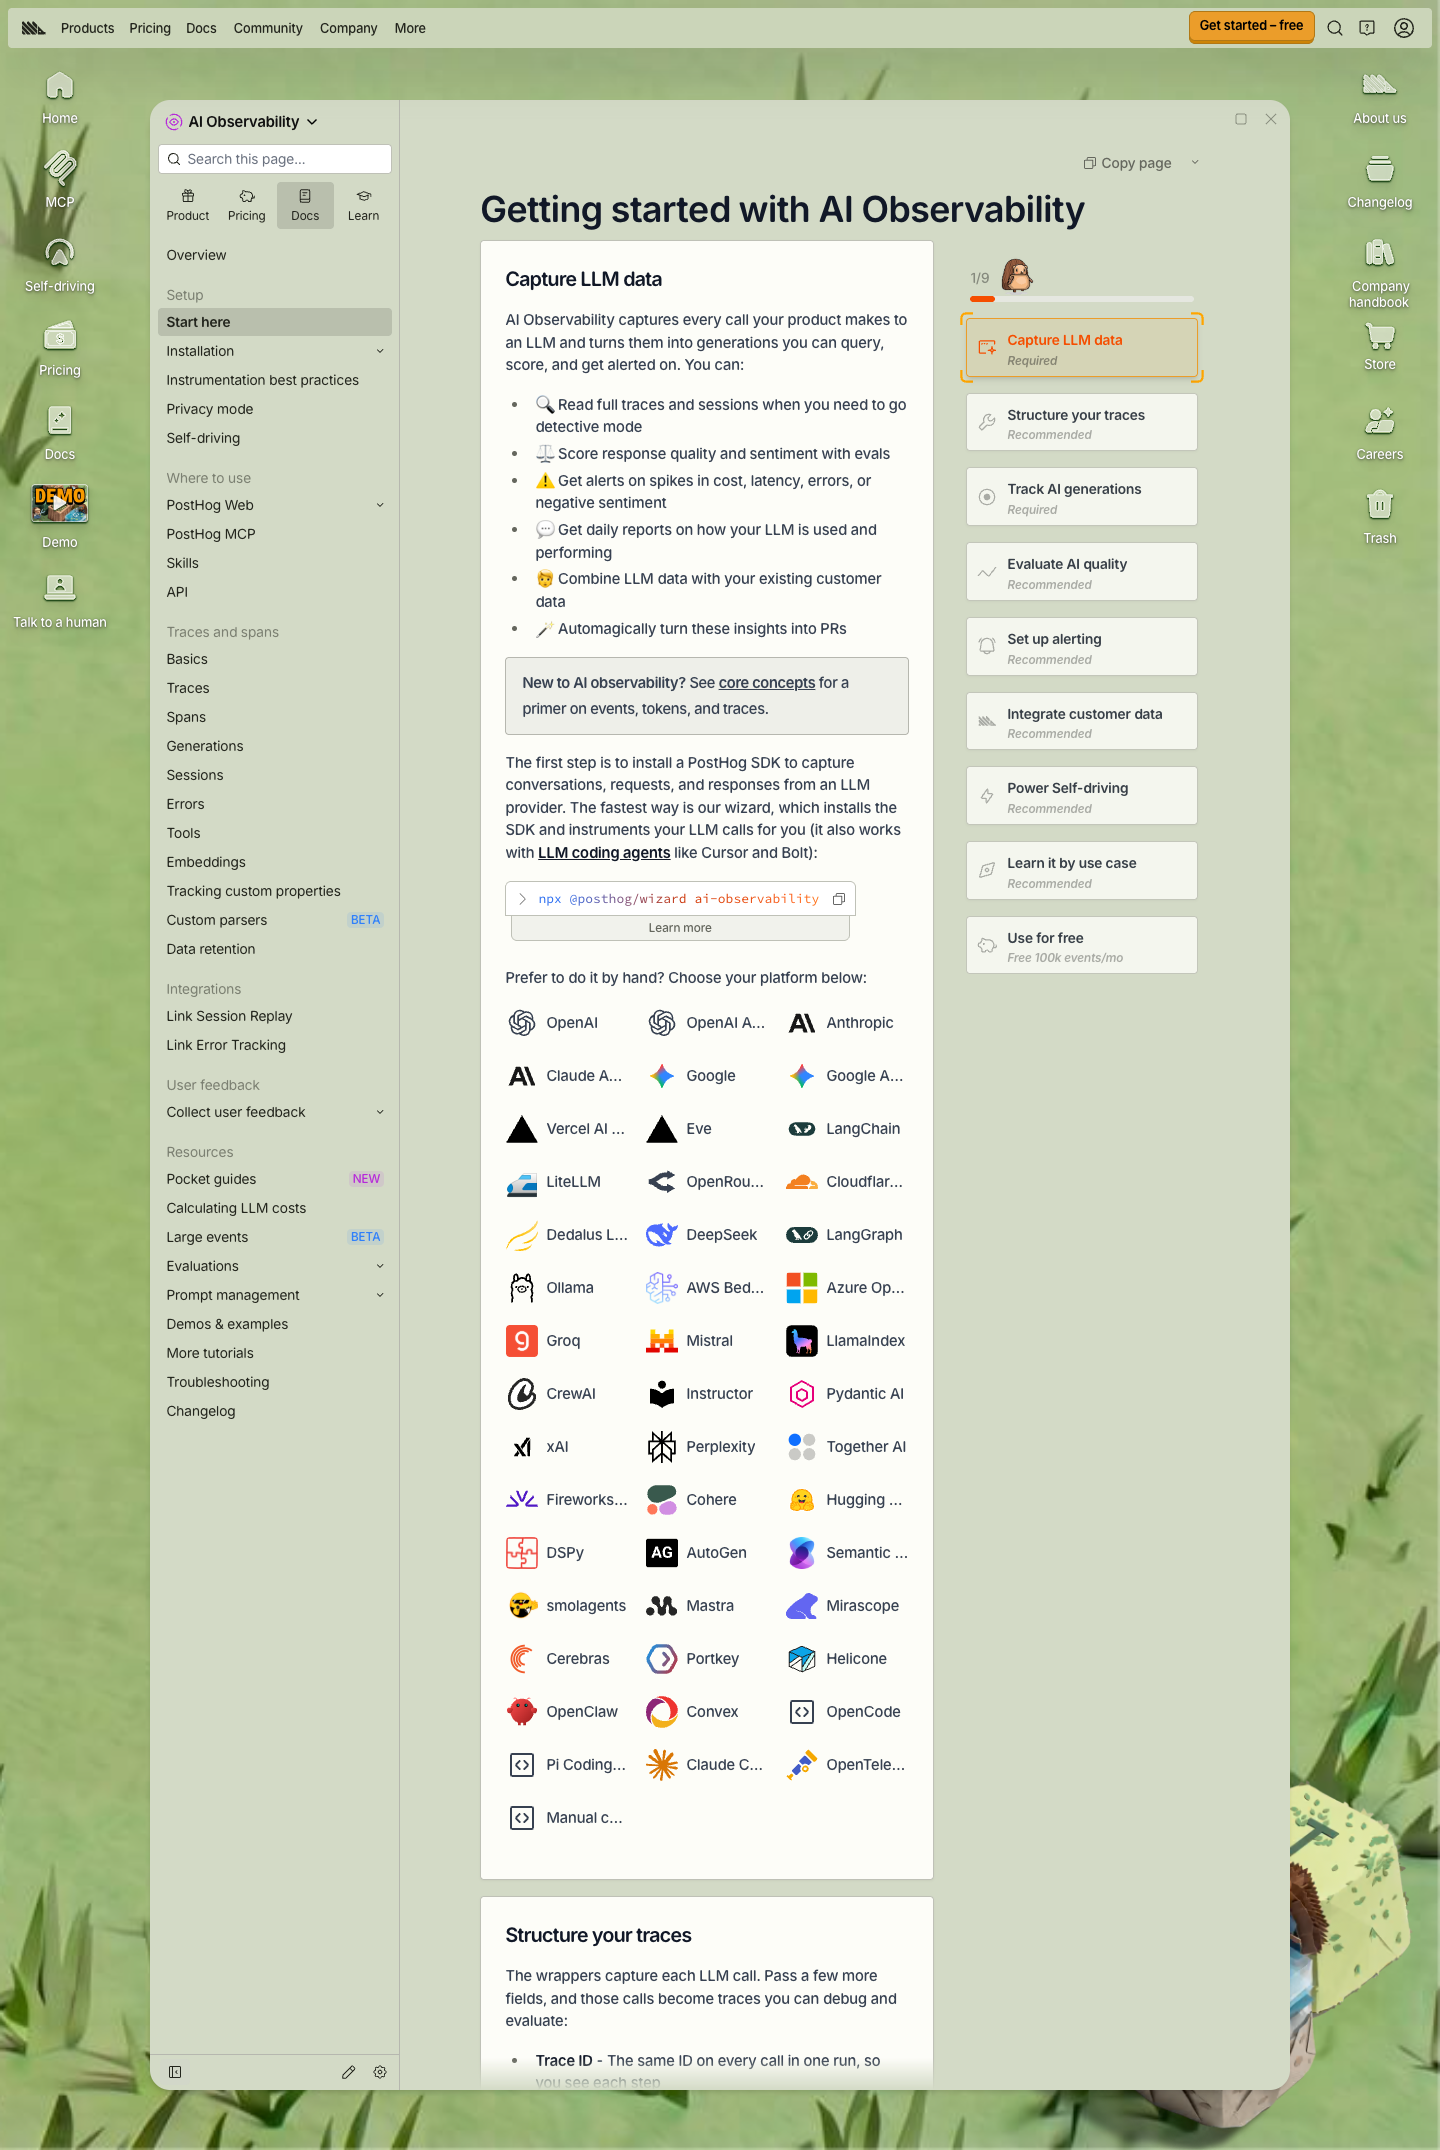 Products Pricing Docs Community Company More
Get started – free
Home
MCP
Self-driving
Pricing
Docs
DEMO
Demo
Talk to a human
About us
Changelog
Company
handbook
Store
Careers
Trash
AI Observability
Search this page...
Product Pricing Docs Learn
Overview
Setup
Start here
Installation
Instrumentation best practices
Privacy mode
Self-driving
Where to use
PostHog Web
PostHog MCP
Skills
API
Traces and spans
Basics
Traces
Spans
Generations
Sessions
Errors
Tools
Embeddings
Tracking custom properties
Custom parsers BETA
Data retention
Integrations
Link Session Replay
Link Error Tracking
User feedback
Collect user feedback
Resources
Pocket guides NEW
Calculating LLM costs
Large events BETA
Evaluations
Prompt management
Demos & examples
More tutorials
Troubleshooting
Changelog
Copy page
Getting started with AI Observability
Capture LLM data
AI Observability captures every call your product makes to
an LLM and turns them into generations you can query,
score, and get alerted on. You can:
• 🔍 Read full traces and sessions when you need to go
detective mode
• ⚖️ Score response quality and sentiment with evals
• ⚠️ Get alerts on spikes in cost, latency, errors, or
negative sentiment
• 💬 Get daily reports on how your LLM is used and
performing
• 👨 Combine LLM data with your existing customer
data
• 🪄 Automagically turn these insights into PRs
New to AI observability? See core concepts for a
primer on events, tokens, and traces.
The first step is to install a PostHog SDK to capture
conversations, requests, and responses from an LLM
provider. The fastest way is our wizard, which installs the
SDK and instruments your LLM calls for you (it also works
with LLM coding agents like Cursor and Bolt):
npx @posthog/wizard ai-observability
Learn more
Prefer to do it by hand? Choose your platform below:
OpenAI OpenAI A... Anthropic
Claude A... Google Google A...
Vercel AI ... Eve LangChain
LiteLLM OpenRou... Cloudflar...
Dedalus L... DeepSeek LangGraph
Ollama AWS Bed... Azure Op...
Groq Mistral LlamaIndex
CrewAI Instructor Pydantic AI
xAI Perplexity Together AI
Fireworks... Cohere Hugging ...
DSPy AG AutoGen Semantic ...
smolagents Mastra Mirascope
Cerebras Portkey Helicone
OpenClaw Convex OpenCode
Pi Coding... Claude C... OpenTele...
Manual c...
Structure your traces
The wrappers capture each LLM call. Pass a few more
fields, and those calls become traces you can debug and
evaluate:
• Trace ID - The same ID on every call in one run, so
you see each step
1/9
Capture LLM data
Required
Structure your traces
Recommended
Track AI generations
Required
Evaluate AI quality
Recommended
Set up alerting
Recommended
Integrate customer data
Recommended
Power Self-driving
Recommended
Learn it by use case
Recommended
Use for free
Free 100k events/mo